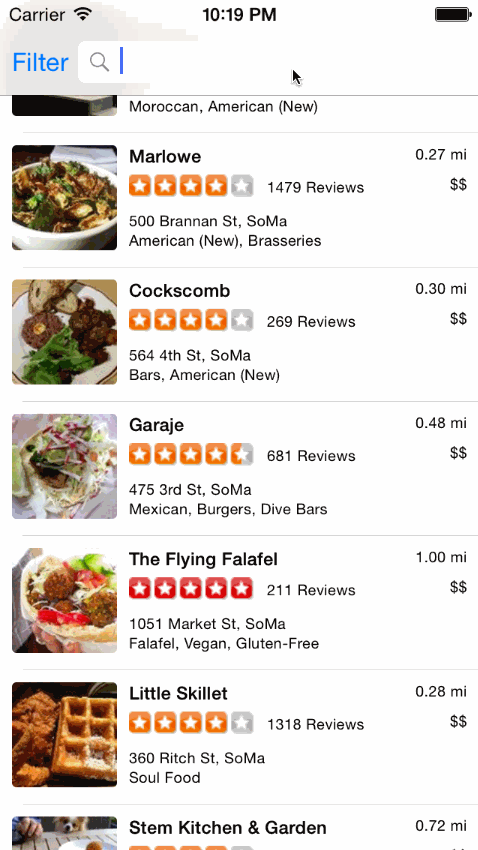 Carrier
10:19 PM
Filter
Moroccan, American (New)
Marlowe
0.27 mi
1479 Reviews
$$
500 Brannan St, SoMa
American (New), Brasseries
Cockscomb
0.30 mi
269 Reviews
$$
564 4th St, SoMa
Bars, American (New)
Garaje
0.48 mi
681 Reviews
$$
475 3rd St, SoMa
Mexican, Burgers, Dive Bars
The Flying Falafel
1.00 mi
211 Reviews
$$
1051 Market St, SoMa
Falafel, Vegan, Gluten-Free
Little Skillet
0.28 mi
1318 Reviews
$$
360 Ritch St, SoMa
Soul Food
Stem Kitchen & Garden
0.72 mi